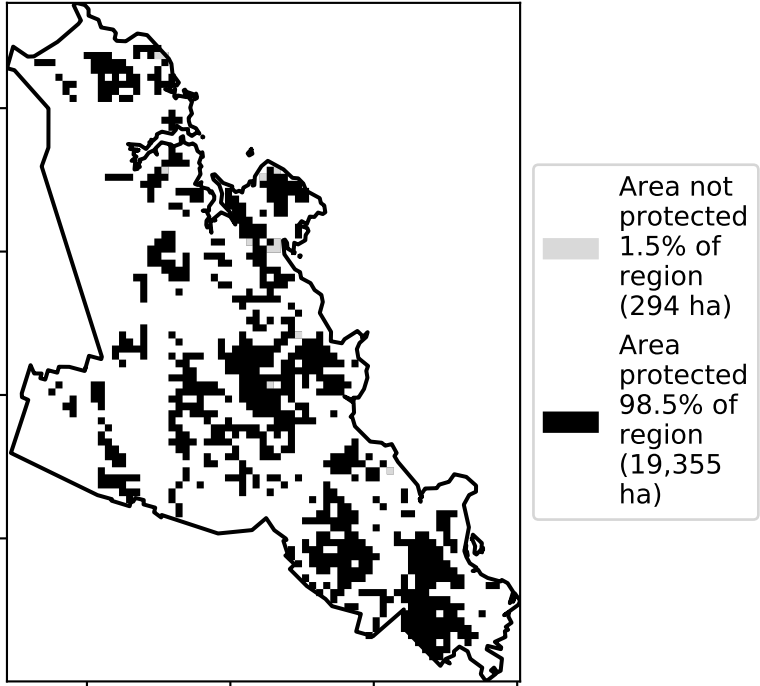 Area not
protected
1.5% of
region
(294 ha)
Area
protected
98.5% of
region
(19,355
ha)